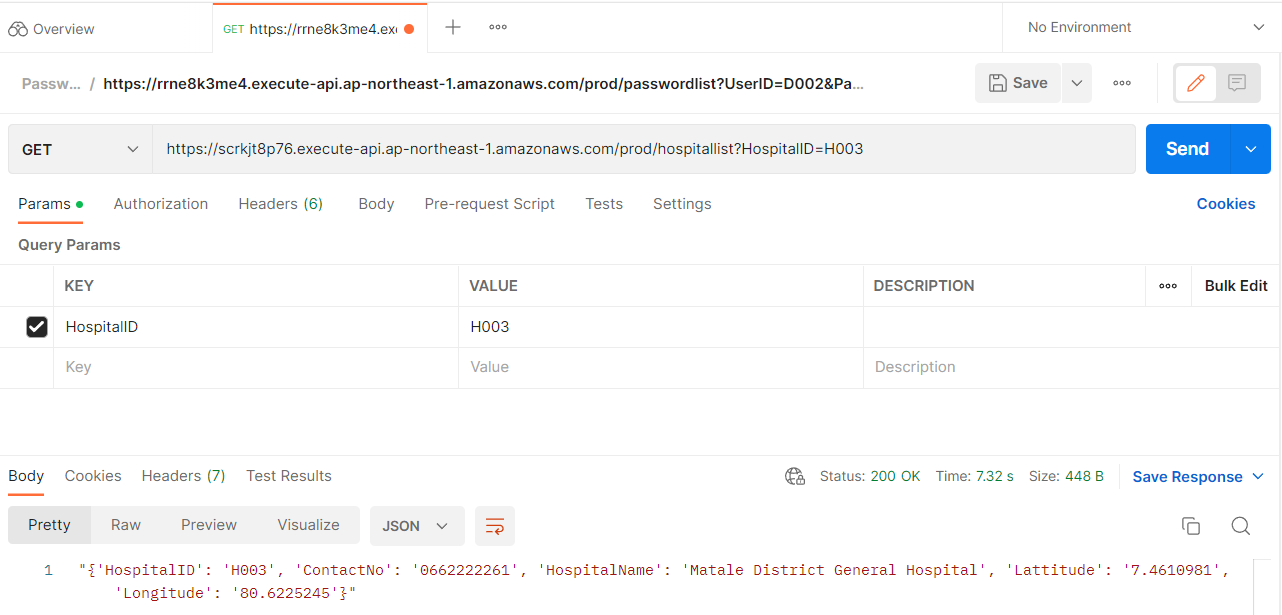 Overview
GET https://rrne8k3me4.exe
No Environment
Passw... / https://rrne8k3me4.execute-api.ap-northeast-1.amazonaws.com/prod/passwordlist?UserID=D002&Pa...
Save
GET https://scrkjt8p76.execute-api.ap-northeast-1.amazonaws.com/prod/hospitallist?HospitalID=H003
Send
Params Authorization Headers (6) Body Pre-request Script Tests Settings Cookies
Query Params
KEY VALUE DESCRIPTION Bulk Edit
HospitalID H003
Key Value Description
Body Cookies Headers (7) Test Results Status: 200 OK Time: 7.32 s Size: 448 B Save Response
Pretty Raw Preview Visualize JSON
1 "{'HospitalID': 'H003', 'ContactNo': '0662222261', 'HospitalName': 'Matale District General Hospital', 'Lattitude': '7.4610981',
'Longitude': '80.6225245'}"